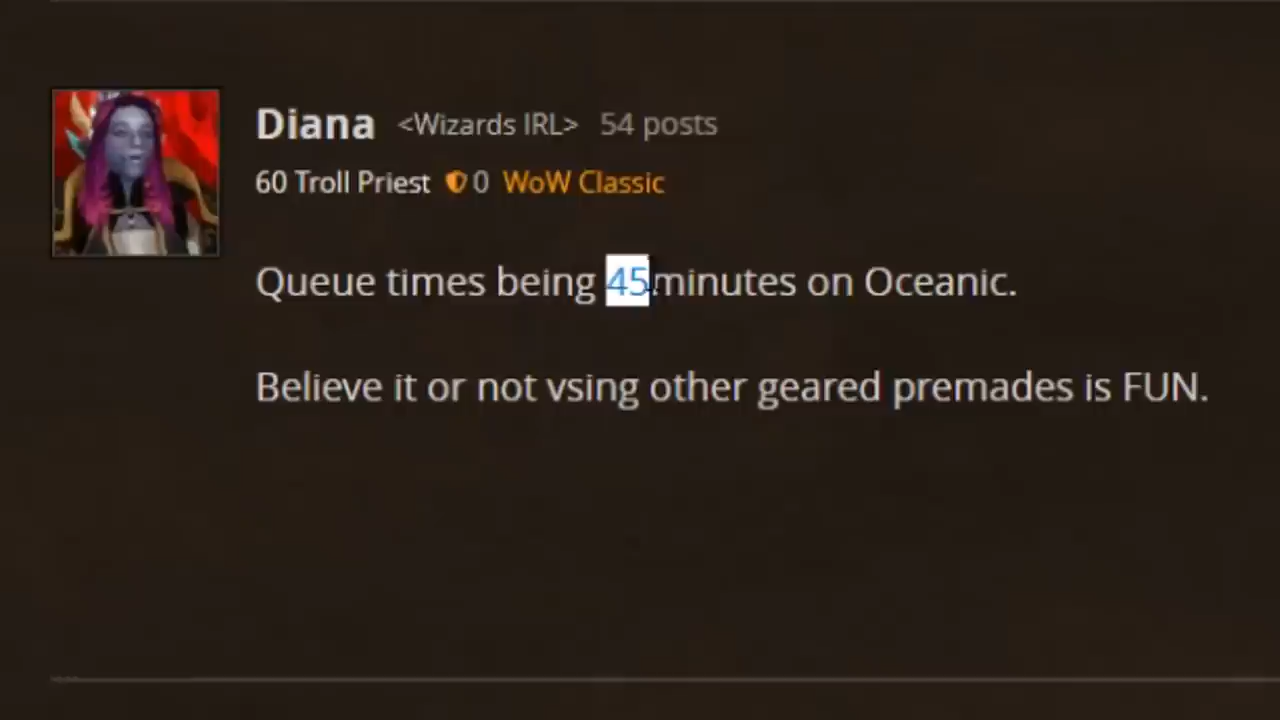 Diana <Wizards IRL> 54 posts
60 Troll Priest 0 WoW Classic
Queue times being 45 minutes on Oceanic.
Believe it or not vsing other geared premades is FUN.